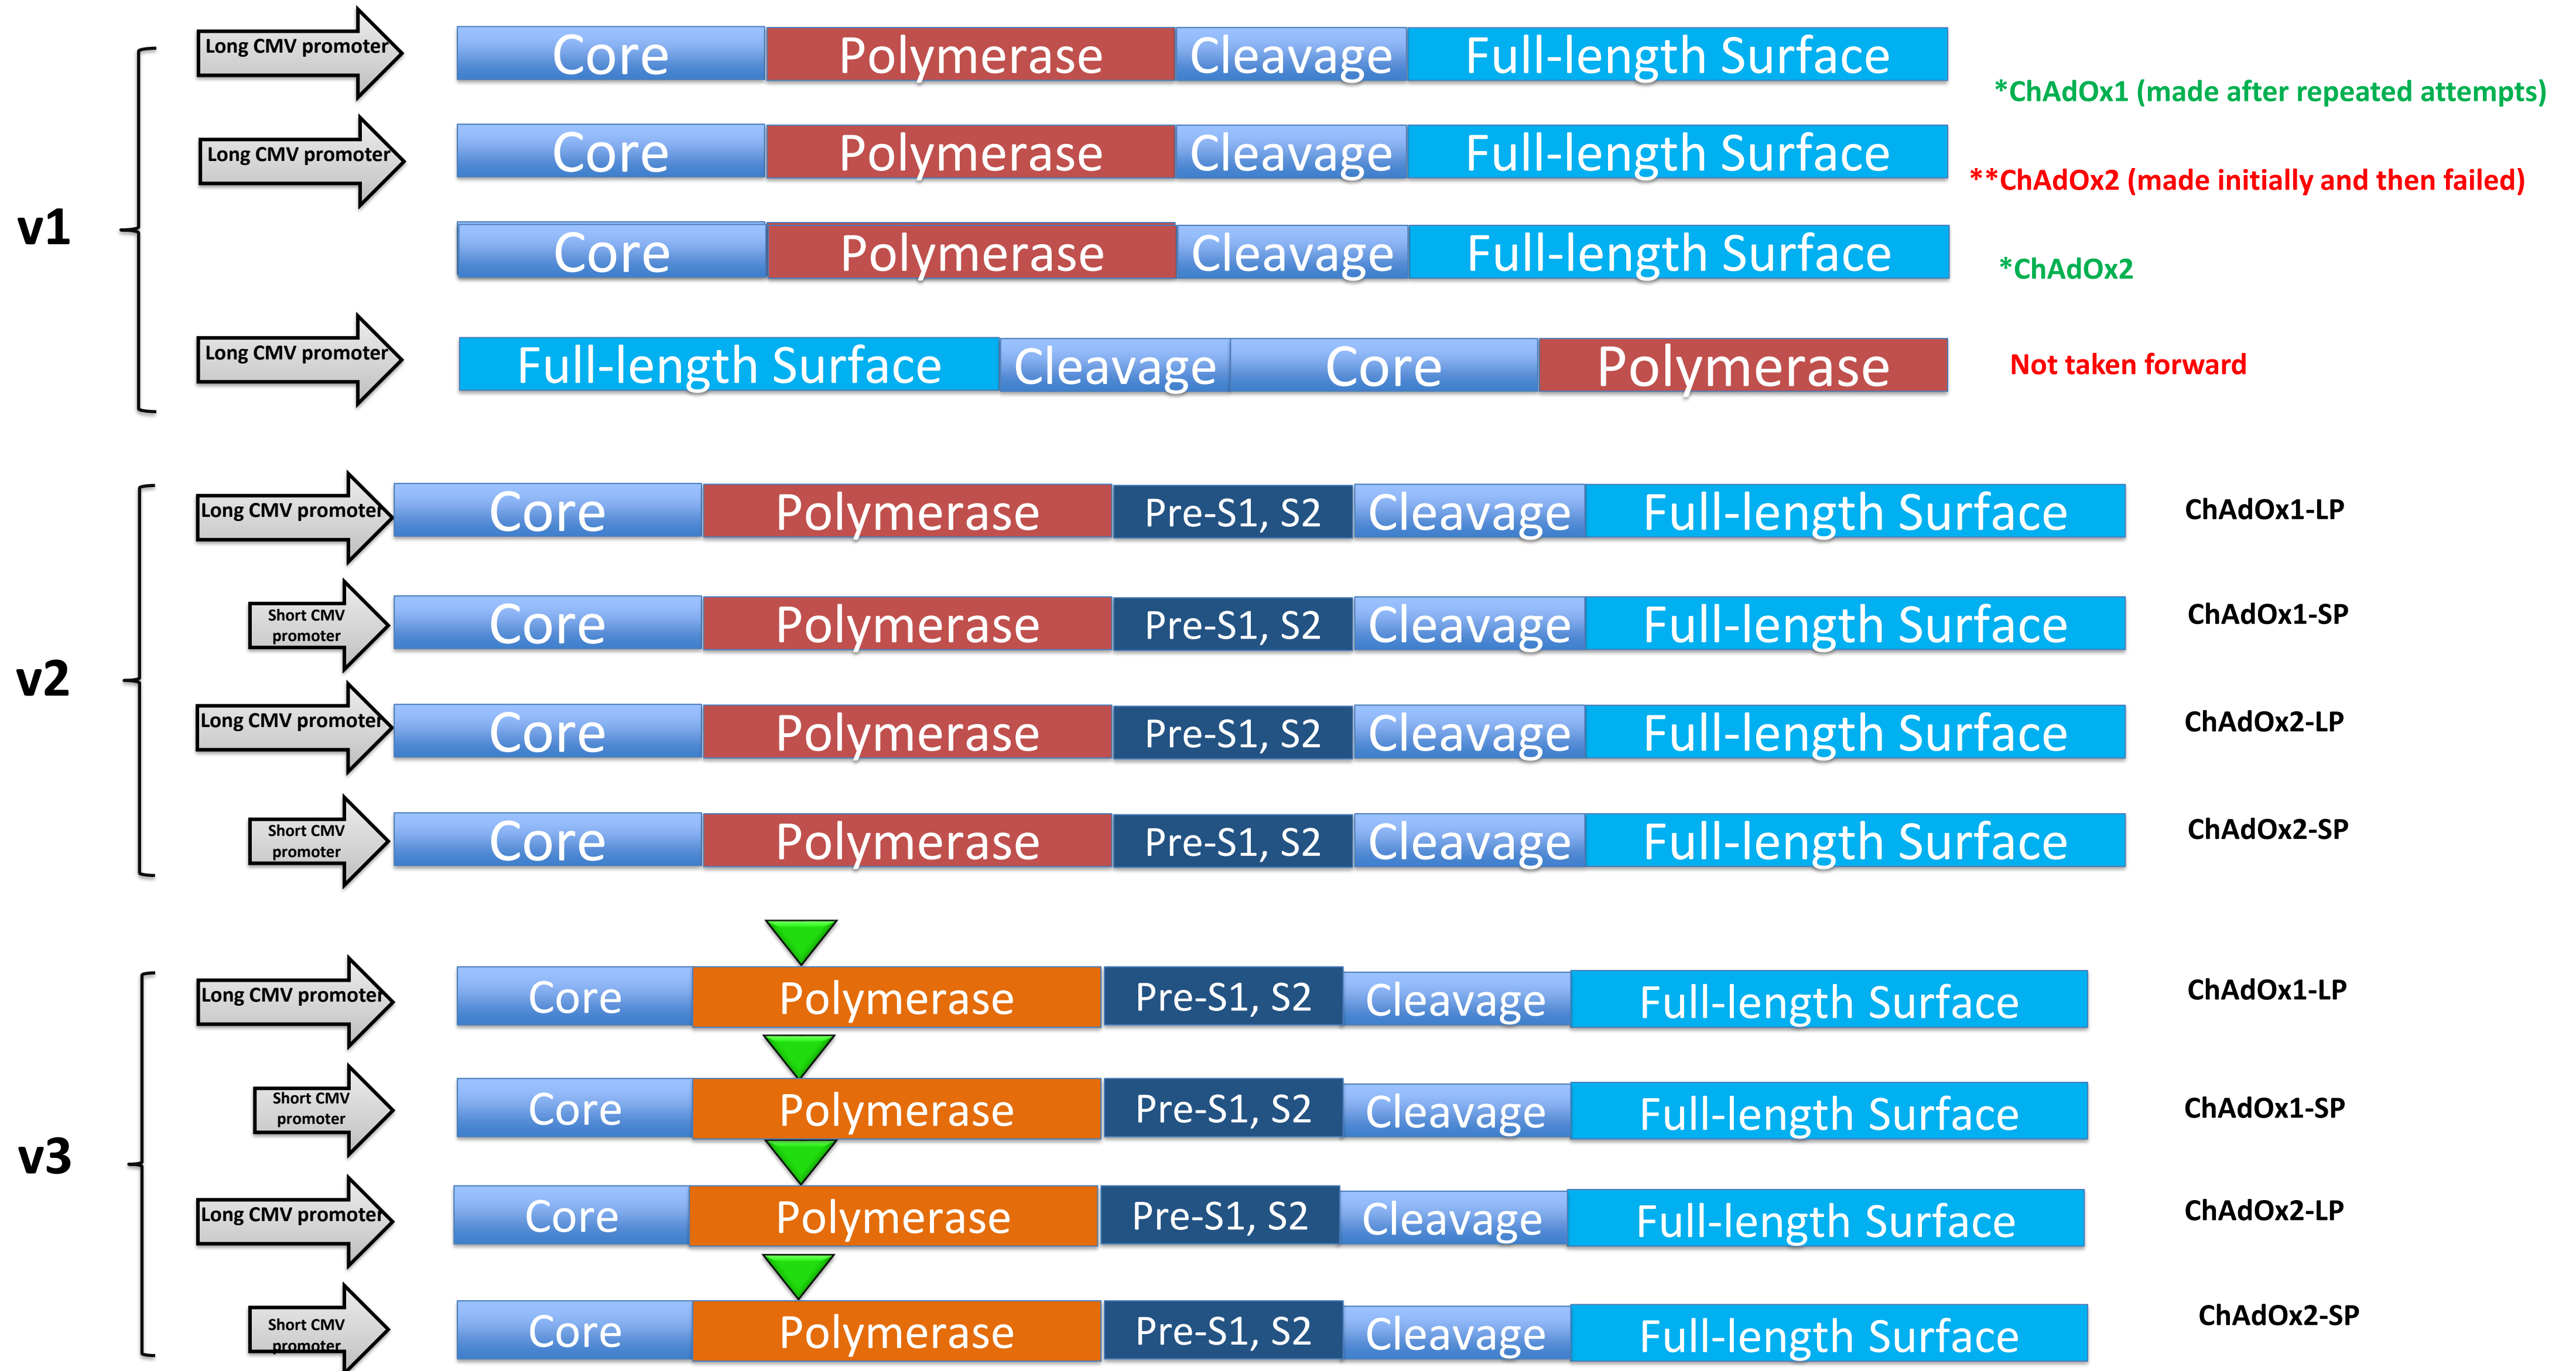 Long CMV promoter Core Polymerase Cleavage Full-length Surface
*ChAdOx1 (made after repeated attempts)
Long CMV promoter Core Polymerase Cleavage Full-length Surface
**ChAdOx2 (made initially and then failed)
v1
Core Polymerase Cleavage Full-length Surface
*ChAdOx2
Long CMV promoter Full-length Surface Cleavage Core Polymerase Not taken forward
Long CMV promoter Core Polymerase Pre-S1, S2 Cleavage Full-length Surface ChAdOx1-LP
Short CMV
promoter
Core Polymerase Pre-S1, S2 Cleavage Full-length Surface ChAdOx1-SP
v2
Long CMV promoter Core Polymerase Pre-S1, S2 Cleavage Full-length Surface ChAdOx2-LP
Short CMV
promoter
Core Polymerase Pre-S1, S2 Cleavage Full-length Surface ChAdOx2-SP
Long CMV promoter Core Polymerase Pre-S1, S2 Cleavage Full-length Surface ChAdOx1-LP
Short CMV
promoter
Core Polymerase Pre-S1, S2 Cleavage Full-length Surface ChAdOx1-SP
v3
Long CMV promoter Core Polymerase Pre-S1, S2 Cleavage Full-length Surface ChAdOx2-LP
Short CMV
promoter
Core Polymerase Pre-S1, S2 Cleavage Full-length Surface ChAdOx2-SP